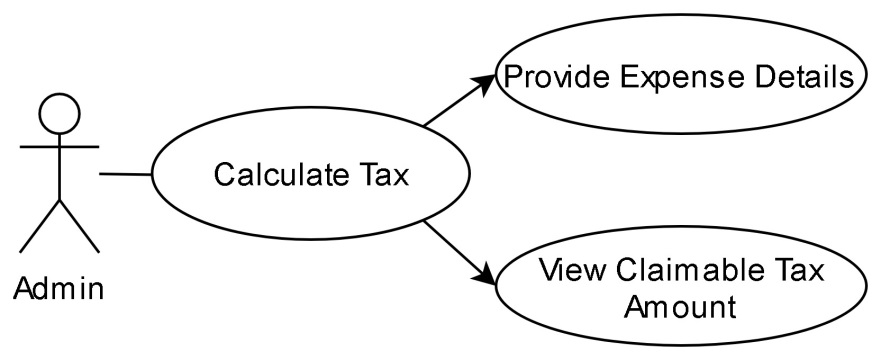 Provide Expense Details
Calculate Tax
View Claimable Tax
Amount
Admin